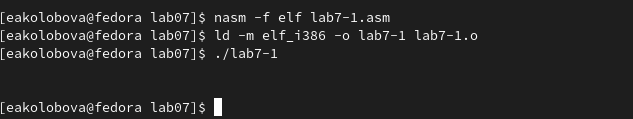 [eakolobova@fedora lab07]$ nasm -f elf lab7-1.asm
[eakolobova@fedora lab07]$ ld -m elf_i386 -o lab7-1 lab7-1.o
[eakolobova@fedora lab07]$ ./lab7-1
[eakolobova@fedora lab07]$